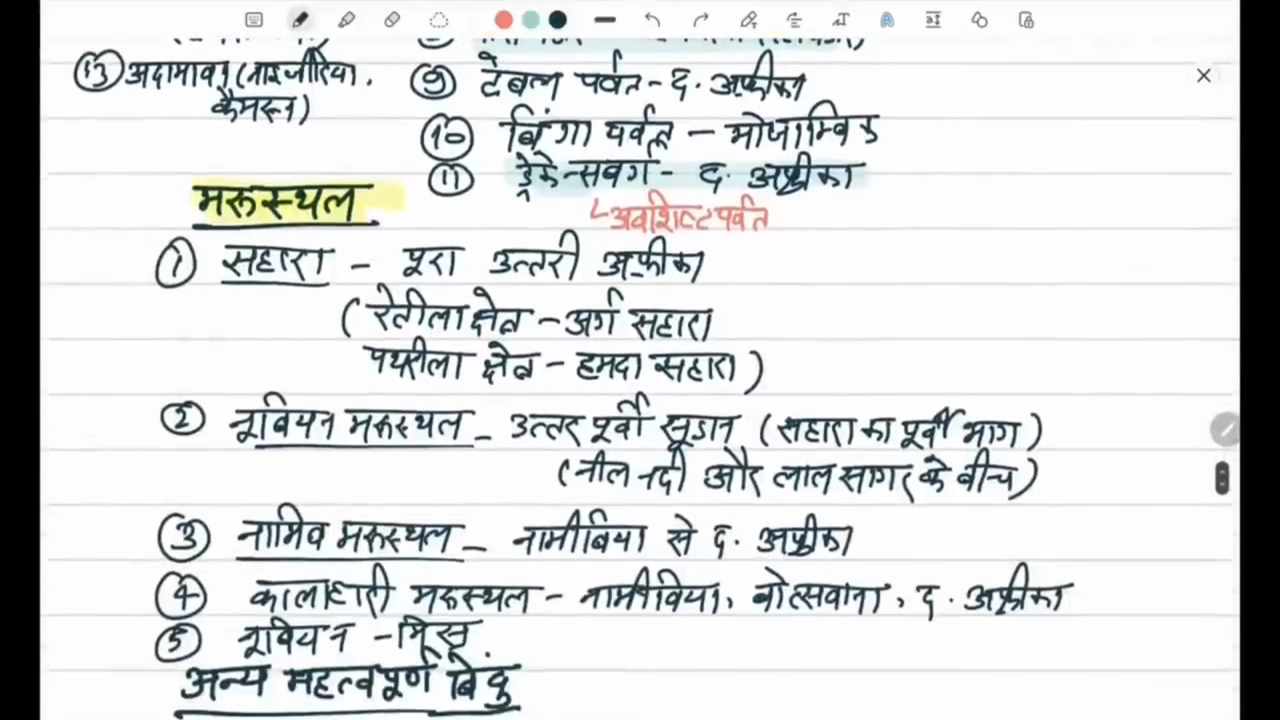 (13) अदामावा (नाइजीरिया,
कैमरून)
(9) टेबल पर्वत - द. अफ्रीका
(10) बिंगा पर्वत - मोजाम्बिक
(11) ड्रेकेन्सबर्ग - द. अफ्रीका
अवशिष्ट पर्वत
मरूस्थल
(1) सहारा - पूरा उत्तरी अफ्रीका
(रेतीला क्षेत्र - अर्ग सहारा
पथरीला क्षेत्र - हमदा सहारा)
(2) नूबियन मरूस्थल - उत्तर पूर्वी सूडान (सहारा का पूर्वी भाग)
(नील नदी और लाल सागर के बीच)
(3) नामिब मरूस्थल - नामीबिया से द. अफ्रीका
(4) कालाहारी मरूस्थल - नामीबिया, बोत्सवाना, द. अफ्रीका
(5) नूबियन - मिस्र
अन्य महत्वपूर्ण बिंदु